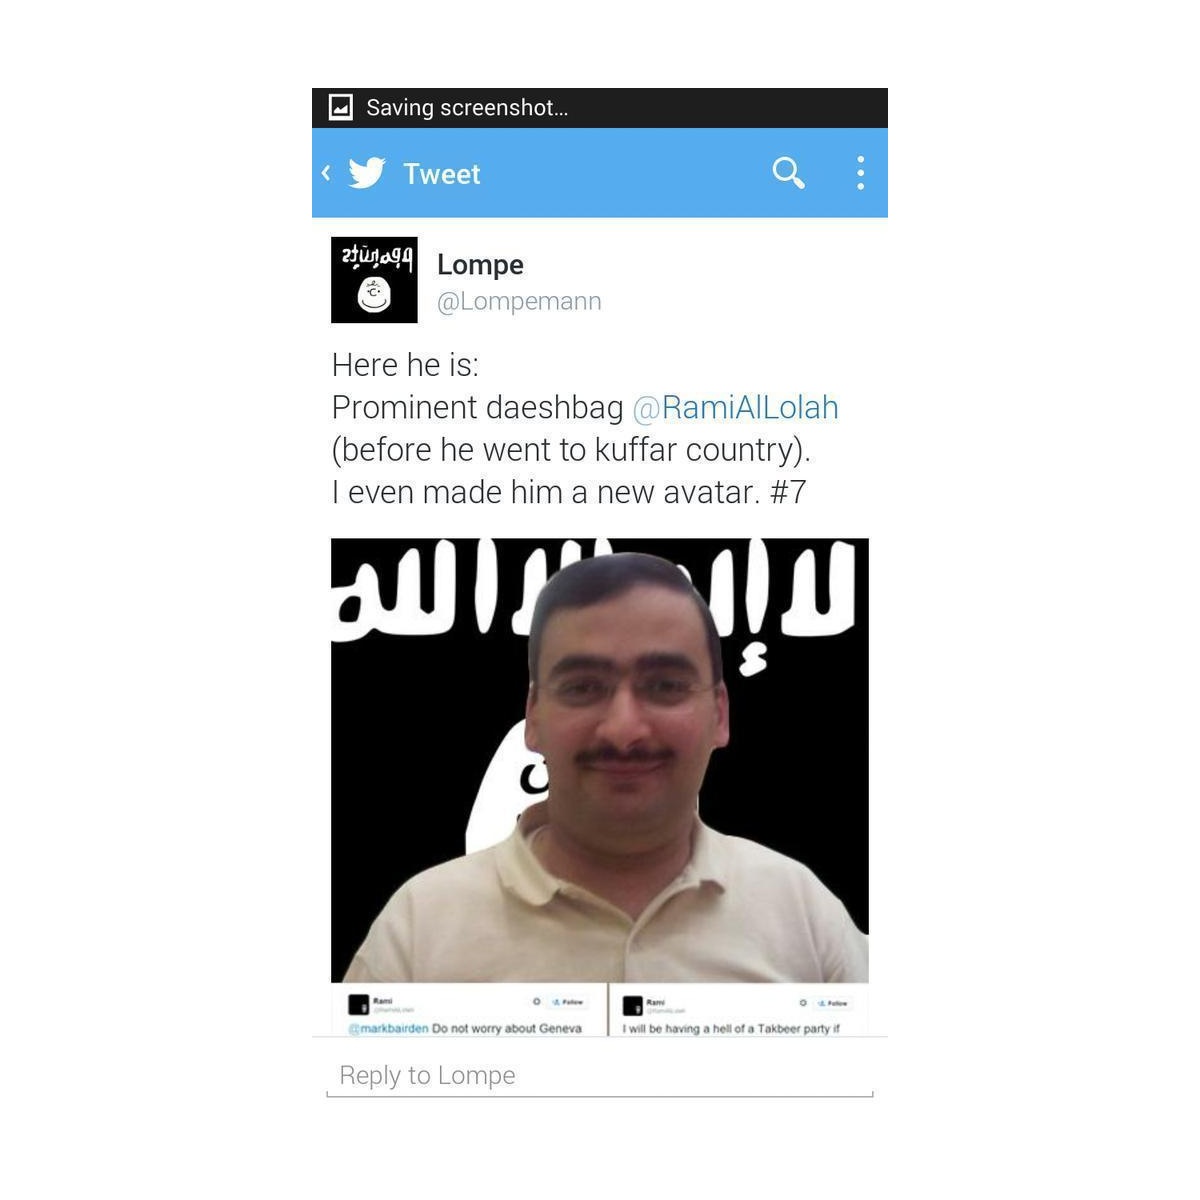 Saving screenshot...
Tweet
Lompe
@Lompemann
Here he is:
Prominent daeshbag @RamiAlLolah
(before he went to kuffar country).
I even made him a new avatar. #7
لا إله إلا الله
Rami
Follow
@markbairden Do not worry about Geneva
Rami
Follow
I will be having a hell of a Takbeer party if
Reply to Lompe